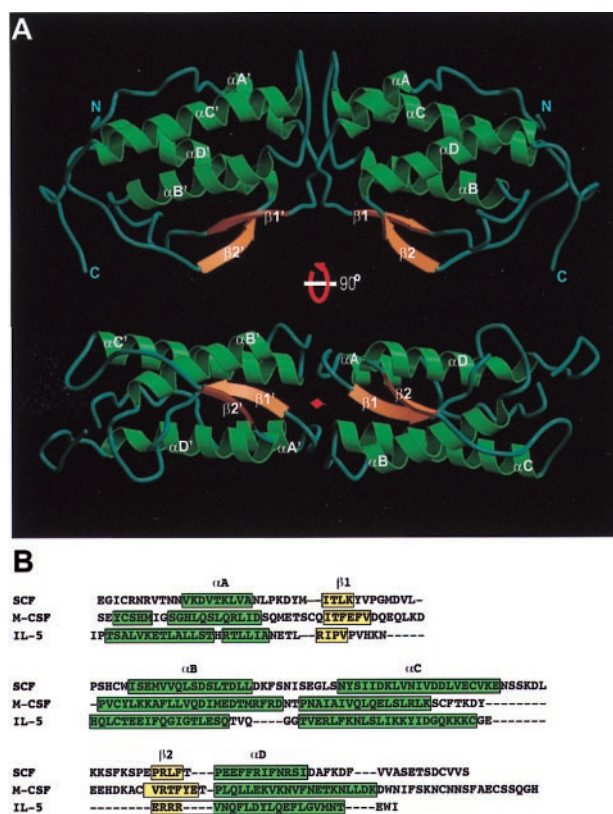 A
αA'
αA
N
αC'
αC
N
αD'
αD
αB'
αB
β1'
β1
β2'
β2
C
C
90°
αC'
αB'
αA
αD
β2
β1'
β1
β2'
αD'
αA'
αB
αC
B
αA β1
SCF EGICRNRVTNNVKDVTKLVANLPKDYM--ITLKYVPGMDVL-
M-CSF SEYCSHMIGSGHLQSLQRLIDSQMETSCQITFEFVDQEQLKD
IL-5 IPTSALVKETLALLSTHRTLLIANETL--RIPVPVHKN-----
αB αC
SCF PSHCWISEMVVQLSDSLTDLLDKFSNISEGLSNYSIIDKLVNIVDDLVECVKENSSKDL
M-CSF -PVCYLKKAFLLVQDIMEDTMRFRDNTPNAIAIVQLQELSLRLKSCFTKDY------
IL-5 HQLCTEEIFQGIGTLESQTVQ---GGTVERLFKNLSLIKKYIDGQKKKCGE------
β2 αD
SCF KKSFKSPEPRLFT--PEEFFRIFNRSIDAFKDF--VVASETSDCVVS
M-CSF EEHDKACVRTFYETPLQLLEKVKNVFNETKNLLDKDWNIFSKNCNNSFAECSSQGH
IL-5 --------ERRR--VNQFLDYLQEFLGVMNT----EWI